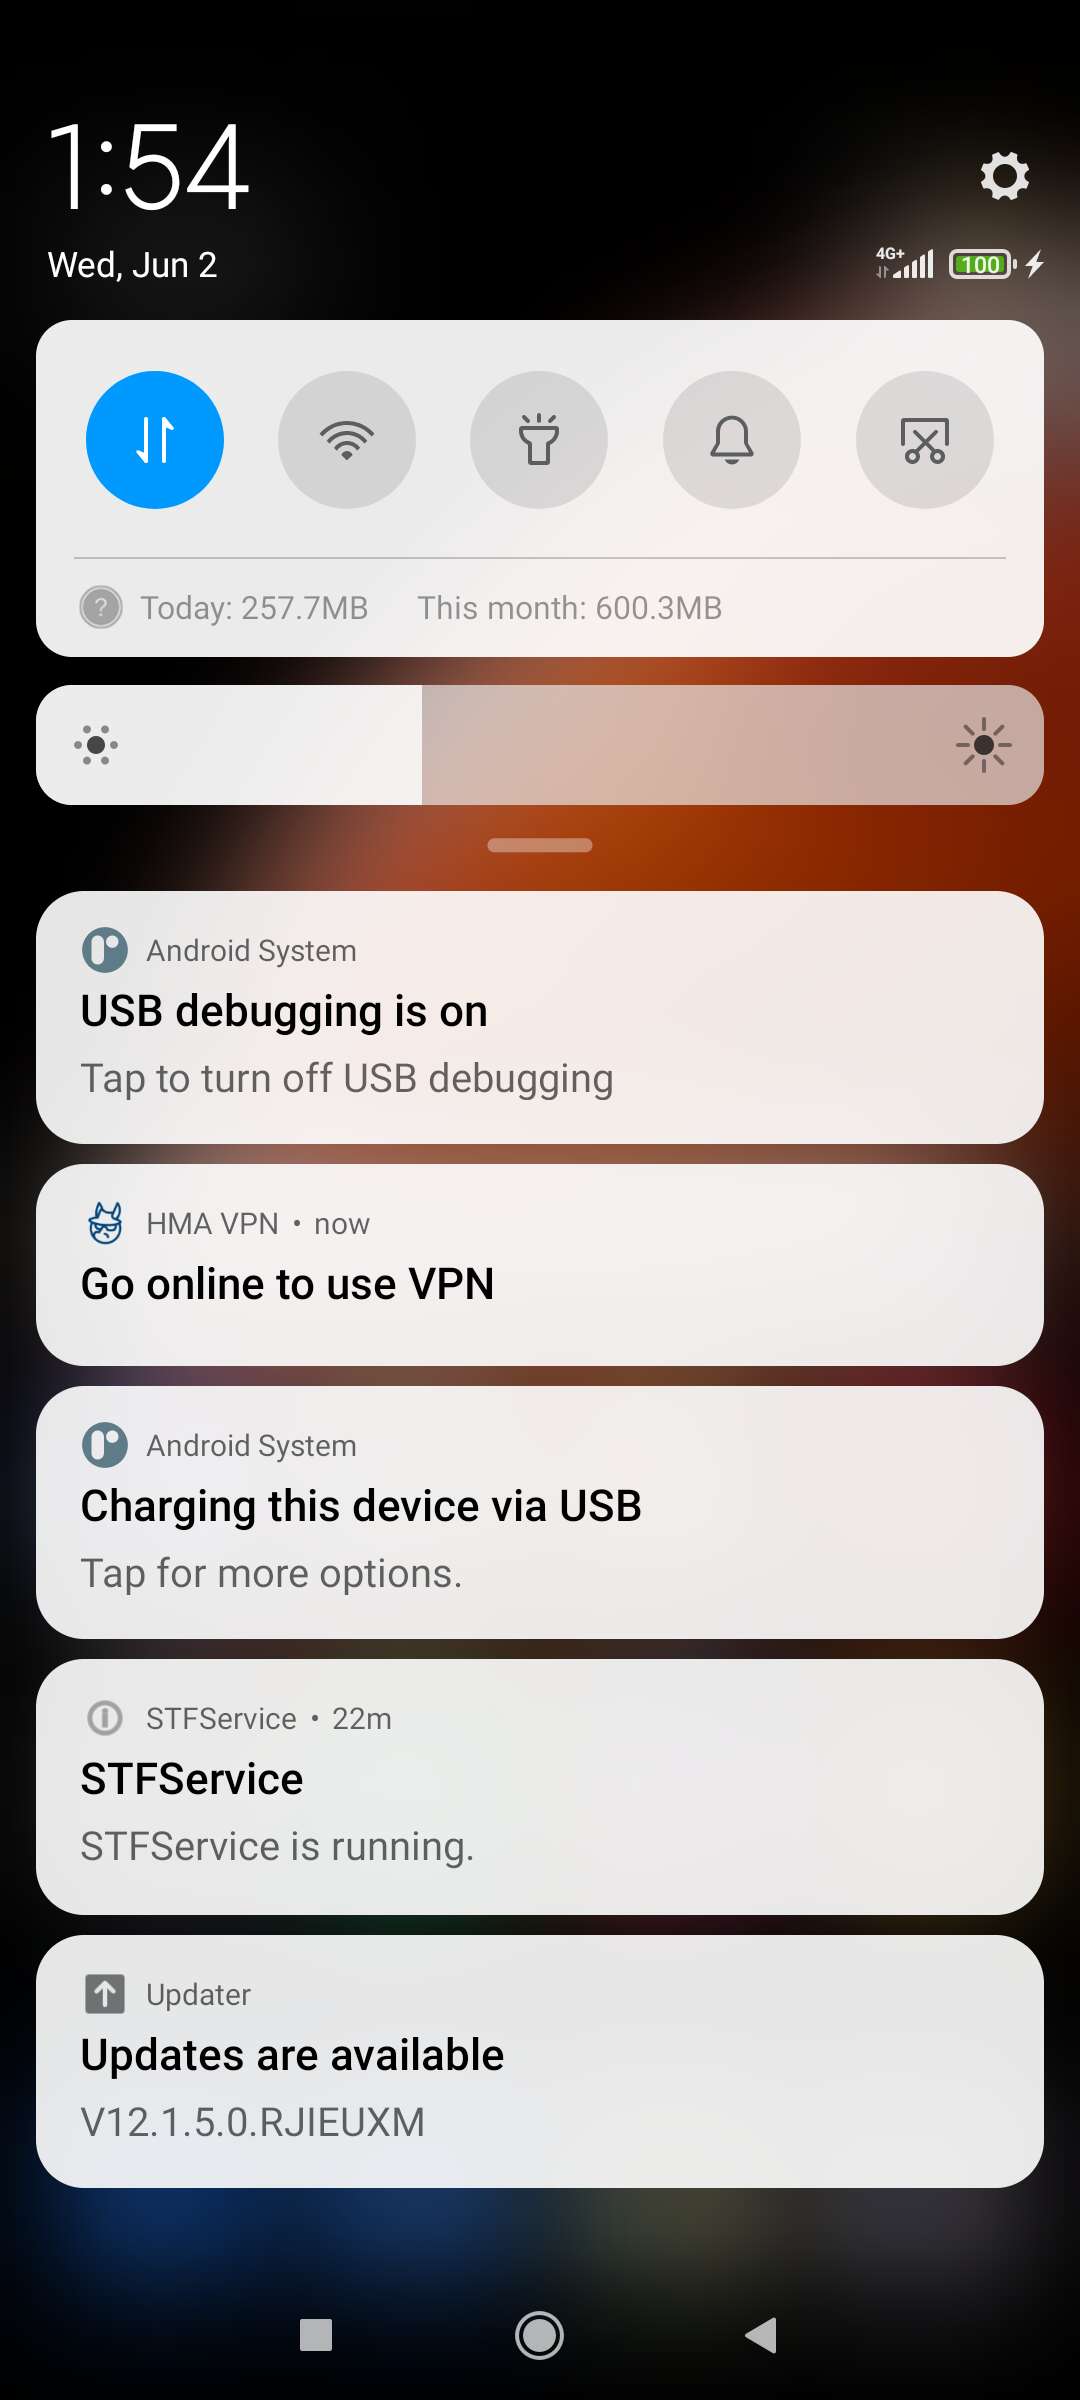 1:54
Wed, Jun 2
4G+
100
Today: 257.7MB This month: 600.3MB
Android System
USB debugging is on
Tap to turn off USB debugging
HMA VPN • now
Go online to use VPN
Android System
Charging this device via USB
Tap for more options.
STFService • 22m
STFService
STFService is running.
Updater
Updates are available
V12.1.5.0.RJIEUXM